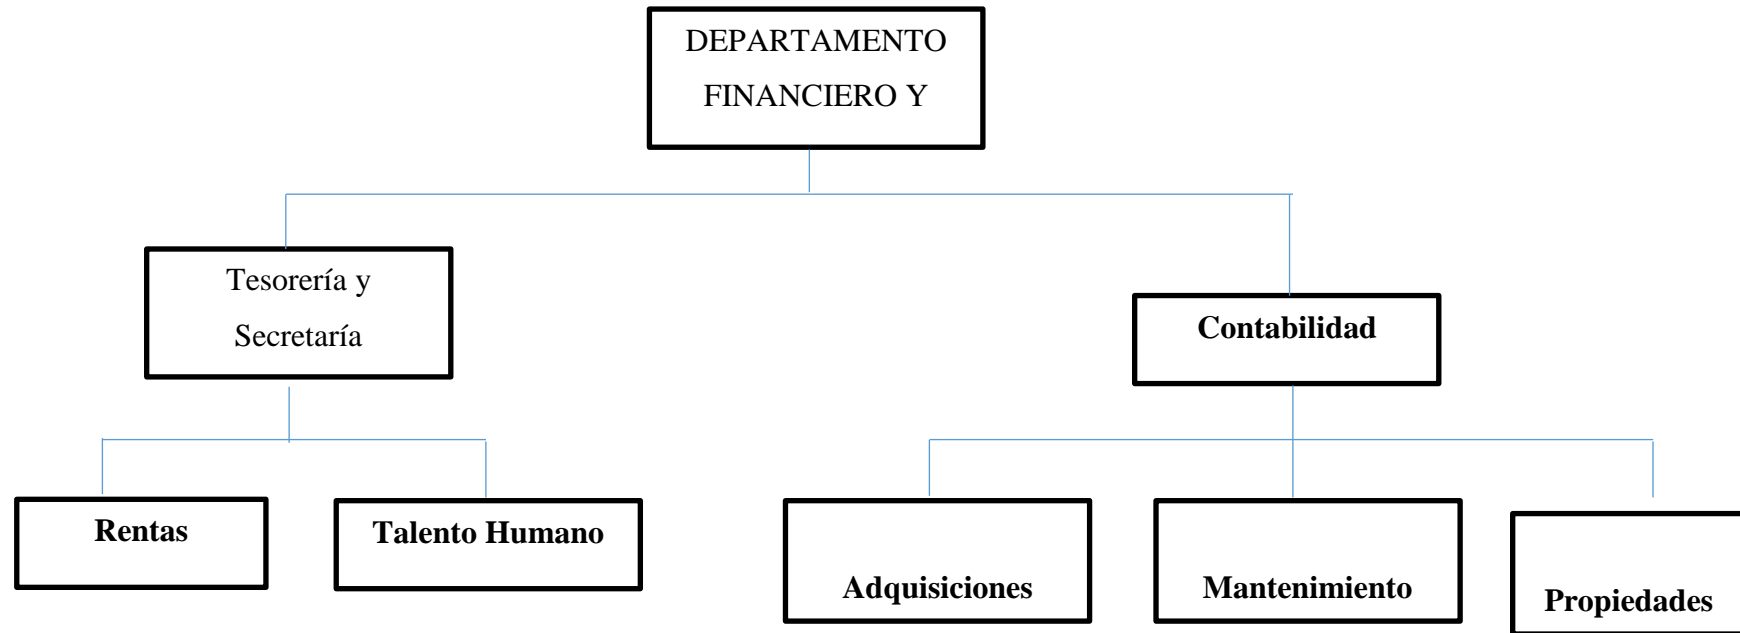 DEPARTAMENTO
FINANCIERO Y
Tesorería y
Secretaría
Contabilidad
Rentas
Talento Humano
Adquisiciones
Mantenimiento
Propiedades